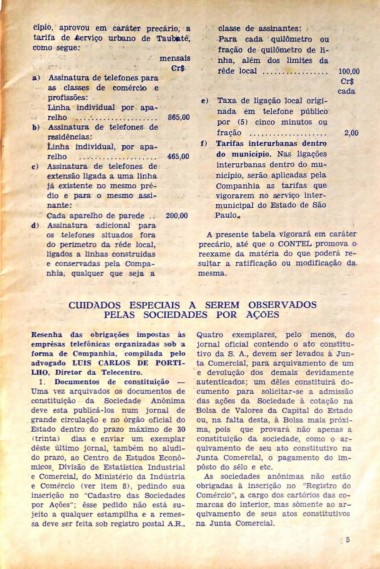 cípio, aprovou em caráter precário, a
tarifa de serviço urbano de Taubaté,
como segue:
mensais
Cr$
a) Assinatura de telefones para
as classes de comércio e
profissões:
Linha individual por apa-
relho .................. 865,00
b) Assinatura de telefones de
residências:
Linha individual, por apa-
relho .................. 465,00
c) Assinatura de telefones de
extensão ligada a uma linha
já existente no mesmo pré-
dio e para o mesmo assi-
nante:
Cada aparelho de parede .. 200,00
d) Assinatura adicional para
os telefones situados fora
do perímetro da rêde local,
ligados a linhas construídas
e conservadas pela Compa-
nhia, qualquer que seja a
classe de assinantes:
Para cada quilômetro ou
fração de quilômetro de li-
nha, além dos limites da
rêde local ................ 100,00
Cr$
cada
e) Taxa de ligação local origi-
nada em telefone público
por (5) cinco minutos ou
fração .................... 2,00
f) Tarifas interurbanas dentro
do município. Nas ligações
interurbanas dentro do mu-
nicípio, serão aplicadas pela
Companhia as tarifas que
vigorarem no serviço inter-
municipal do Estado de São
Paulo.
A presente tabela vigorará em caráter
precário, até que o CONTEL promova o
reexame da matéria do que poderá re-
sultar a ratificação ou modificação da
mesma.
CUIDADOS ESPECIAIS A SEREM OBSERVADOS
PELAS SOCIEDADES POR AÇÕES
Resenha das obrigações impostas às
emprêsas telefônicas organizadas sob a
forma de Companhia, compilada pelo
advogado LUIS CARLOS DE PORTI-
LHO, Diretor da Telecentro.
1. Documentos de constituição —
Uma vez arquivados os documentos de
constituição da Sociedade Anônima
deve esta publicá-los num jornal de
grande circulação e no órgão oficial do
Estado dentro do prazo máximo de 30
(trinta) dias e enviar um exemplar
dêste último jornal, também no aludi-
do prazo, ao Centro de Estudos Econô-
micos, Divisão de Estatística Industrial
e Comercial, do Ministério da Indústria
e Comércio (ver item 8), pedindo sua
inscrição no "Cadastro das Sociedades
por Ações"; êsse pedido não está su-
jeito a qualquer estampilha e a remes-
sa deve ser feita sob registro postal A.R..
Quatro exemplares, pelo menos, do
jornal oficial contendo o ato constitu-
tivo da S. A., devem ser levados à Jun-
ta Comercial, para arquivamento de um
e devolução dos demais devidamente
autenticados; um dêles constituirá do-
cumento para solicitar-se a admissão
das ações da Sociedade à cotação na
Bolsa de Valores da Capital do Estado
ou, na falta desta, à Bolsa mais próxi-
ma, pois que provará não apenas a
constituição da sociedade, como o ar-
quivamento de seu ato constitutivo na
Junta Comercial, o pagamento do im-
pôsto do sêlo e etc.
As sociedades anônimas não estão
obrigadas à inscrição no "Registro do
Comércio", a cargo dos cartórios das co-
marcas do interior, mas sòmente ao ar-
quivamento de seus atos constitutivos
na Junta Comercial.
5